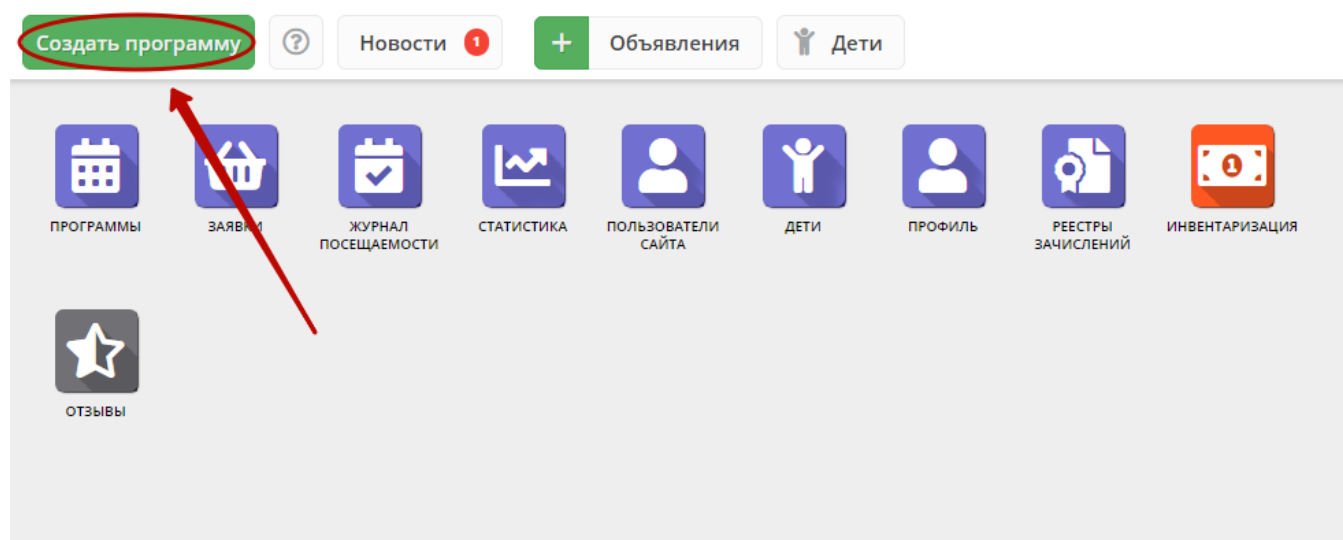 Создать программу
Новости 1
+ Объявления
Дети
ПРОГРАММЫ
ЗАЯВКИ
ЖУРНАЛ
ПОСЕЩАЕМОСТИ
СТАТИСТИКА
ПОЛЬЗОВАТЕЛИ
САЙТА
ДЕТИ
ПРОФИЛЬ
РЕЕСТРЫ
ЗАЧИСЛЕНИЙ
1
ИНВЕНТАРИЗАЦИЯ
ОТЗЫВЫ